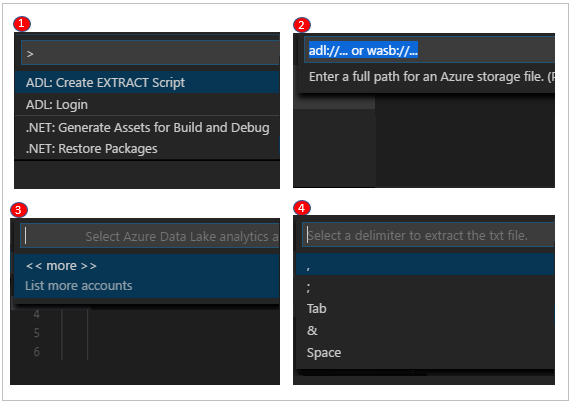 1
>
ADL: Create EXTRACT Script
ADL: Login
.NET: Generate Assets for Build and Debug
.NET: Restore Packages
2
adl://... or wasb://...
Enter a full path for an Azure storage file. (P
3
Select Azure Data Lake analytics a
<< more >>
List more accounts
4
5
6
4
Select a delimiter to extract the txt file.
,
;
Tab
&
Space